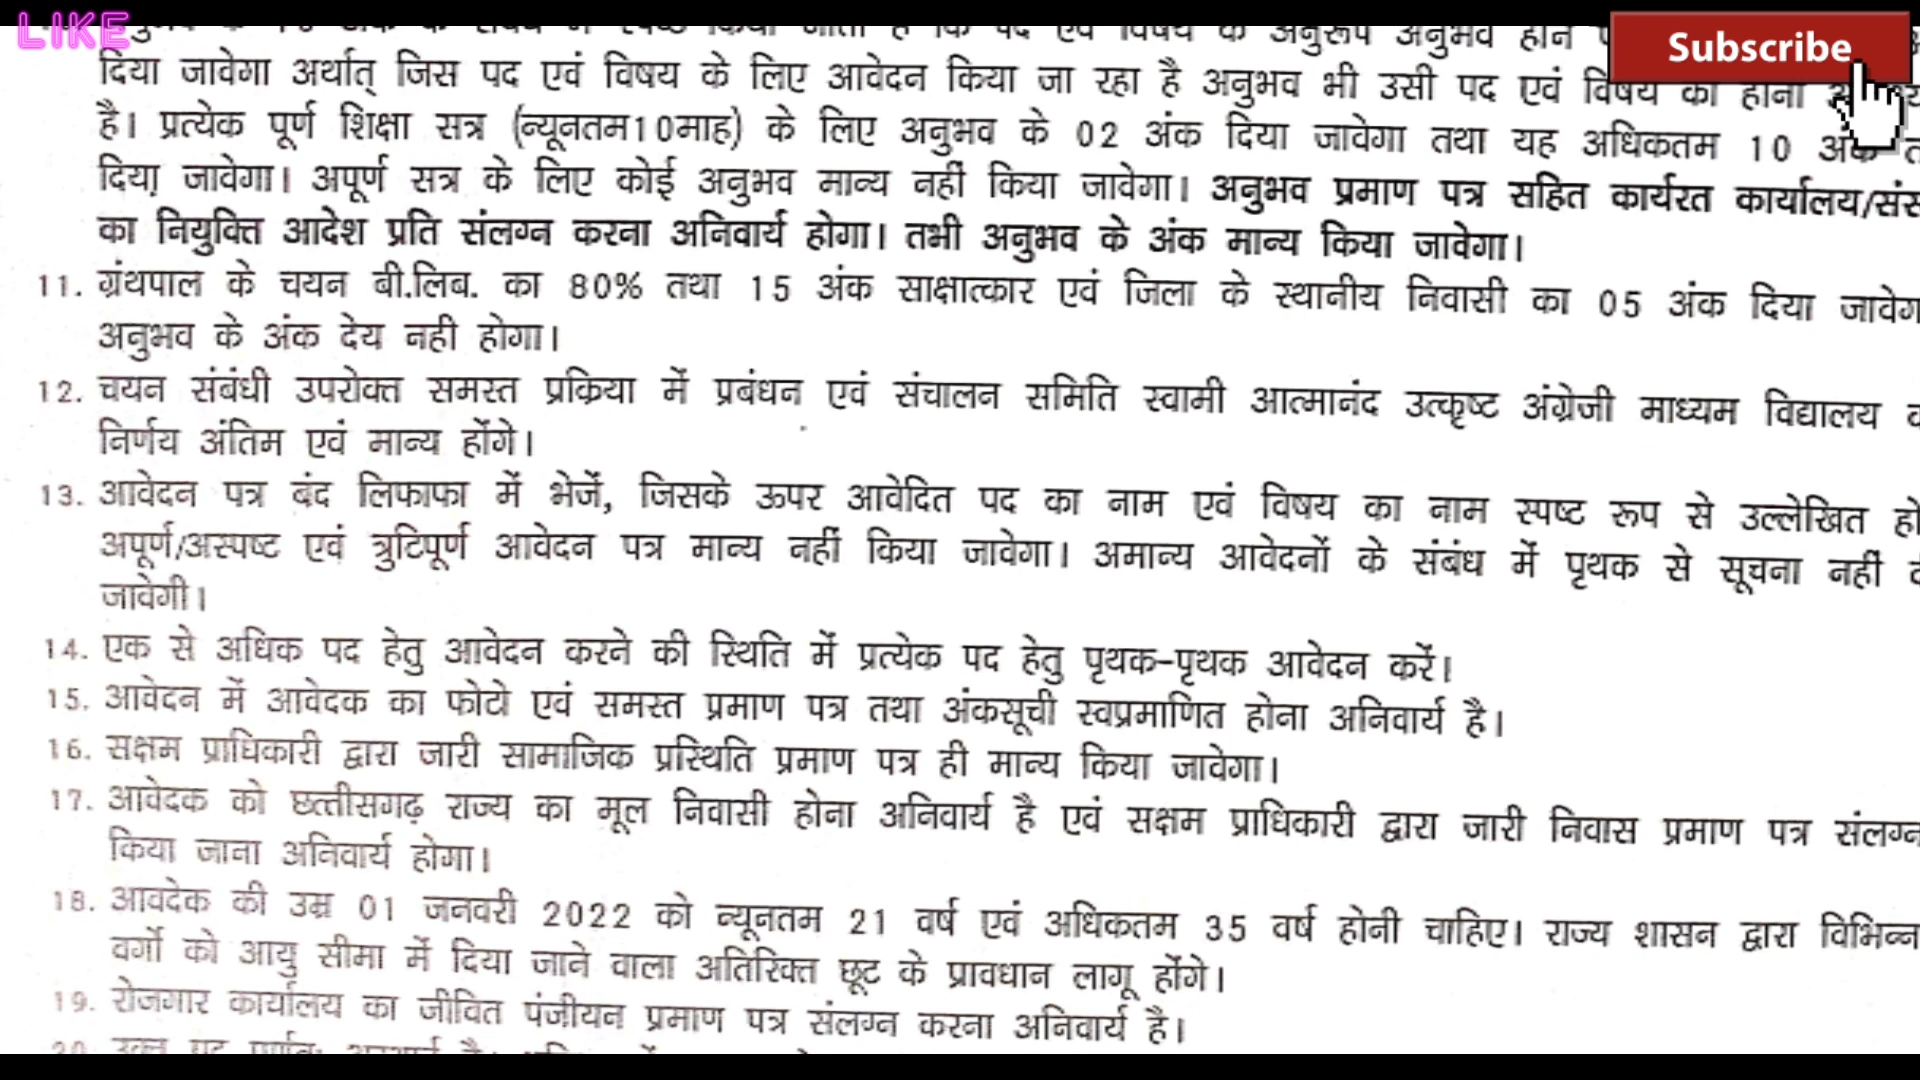 LIKE
Subscribe
दिया जावेगा अर्थात् जिस पद एवं विषय के लिए आवेदन किया जा रहा है अनुभव भी उसी पद एवं विषय का होना
है। प्रत्येक पूर्ण शिक्षा सत्र (न्यूनतम10माह) के लिए अनुभव के 02 अंक दिया जावेगा तथा यह अधिकतम 10 अंक
दिया जावेगा। अपूर्ण सत्र के लिए कोई अनुभव मान्य नहीं किया जावेगा। अनुभव प्रमाण पत्र सहित कार्यरत कार्यालय/
का नियुक्ति आदेश प्रति संलग्न करना अनिवार्य होगा। तभी अनुभव के अंक मान्य किया जावेगा।
11. ग्रंथपाल के चयन बी.लिब. का 80% तथा 15 अंक साक्षात्कार एवं जिला के स्थानीय निवासी का 05 अंक दिया
अनुभव के अंक देय नही होगा।
12. चयन संबंधी उपरोक्त समस्त प्रक्रिया में प्रबंधन एवं संचालन समिति स्वामी आत्मानंद उत्कृष्ट अंग्रेजी माध्यम विद्यालय
निर्णय अंतिम एवं मान्य होंगे।
13. आवेदन पत्र बंद लिफाफा में भेजें, जिसके ऊपर आवेदित पद का नाम एवं विषय का नाम स्पष्ट रूप से उल्लेखित हो
अपूर्ण/अस्पष्ट एवं त्रुटिपूर्ण आवेदन पत्र मान्य नहीं किया जावेगा। अमान्य आवेदनों के संबंध में पृथक से सूचना नहीं
जावेगी।
14. एक से अधिक पद हेतु आवेदन करने की स्थिति में प्रत्येक पद हेतु पृथक-पृथक आवेदन करें।
15. आवेदन में आवेदक का फोटो एवं समस्त प्रमाण पत्र तथा अंकसूची स्वप्रमाणित होना अनिवार्य है।
16. सक्षम प्राधिकारी द्वारा जारी सामाजिक प्रस्थिति प्रमाण पत्र ही मान्य किया जावेगा।
17. आवेदक को छत्तीसगढ़ राज्य का मूल निवासी होना अनिवार्य है एवं सक्षम प्राधिकारी द्वारा जारी निवास प्रमाण पत्र संलग्न
किया जाना अनिवार्य होगा।
18. आवदेक की उम्र 01 जनवरी 2022 को न्यूनतम 21 वर्ष एवं अधिकतम 35 वर्ष होनी चाहिए। राज्य शासन द्वारा विभिन्न
वर्गो को आयु सीमा में दिया जाने वाला अतिरिक्त छूट के प्रावधान लागू होंगे।
19. रोजगार कार्यालय का जीवित पंजीयन प्रमाण पत्र संलग्न करना अनिवार्य है।